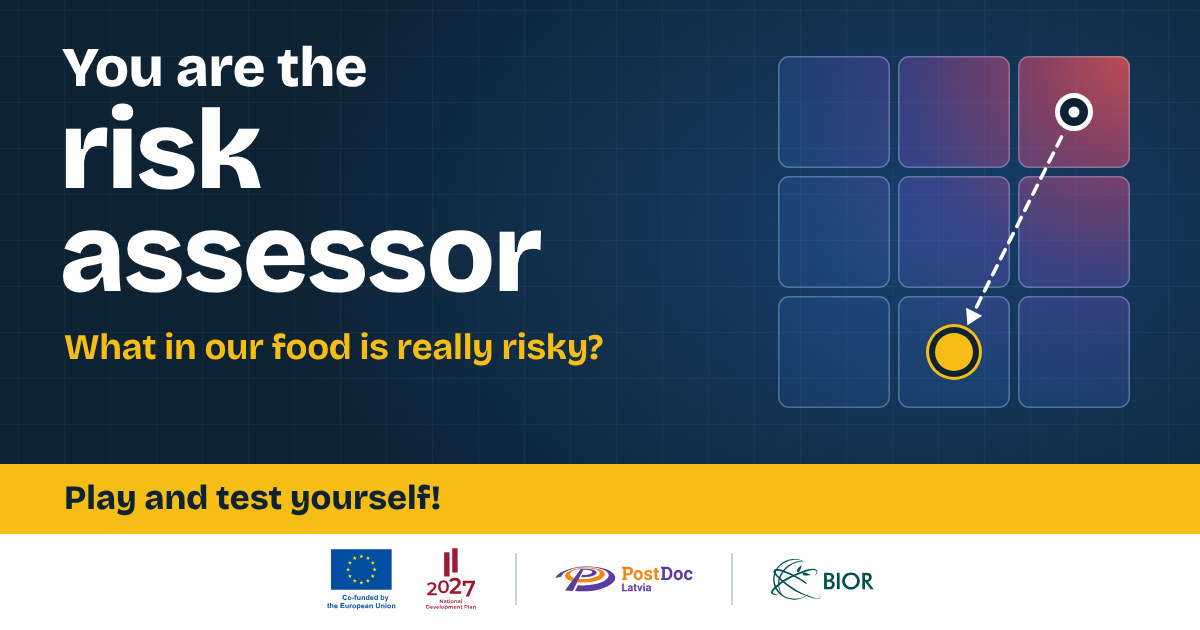 You are the
risk
assessor
What in our food is really risky?
Play and test yourself!
Co-funded by
the European Union
2027
National
Development Plan
PostDoc
Latvia
BIOR